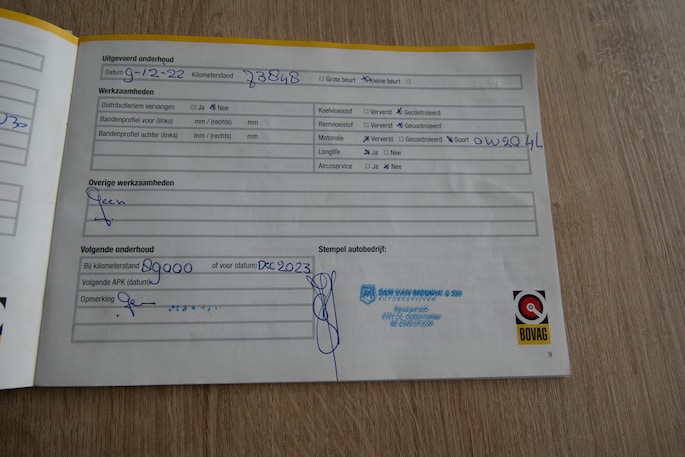 Uitgevoerd onderhoud
Datum 9-12-22 Kilometerstand 73848 Grote beurt Kleine beurt
Werkzaamheden
Distributieriem vervangen Ja Nee
Koelvloeistof Ververst Gecontroleerd
Bandenprofiel voor (links) mm / (rechts) mm
Remvloeistof Ververst Gecontroleerd
Bandenprofiel achter (links) mm / (rechts) mm
Motorolie Ververst Gecontroleerd Soort 0W20 4L
Longlife Ja Nee
Aircoservice Ja Nee
Overige werkzaamheden
Geen
Volgende onderhoud
Stempel autobedrijf:
Bij kilometerstand 89000 of voor (datum) Dec 2023
Volgende APK (datum)
Opmerking
BOVAG
9